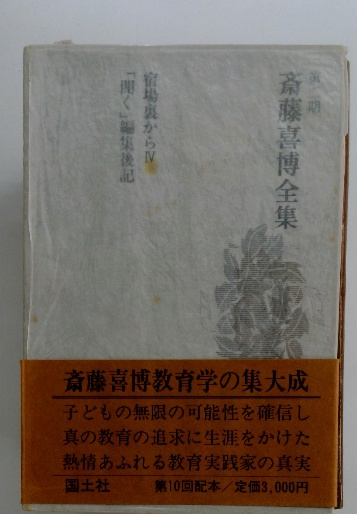 第二期
斎藤喜博全集
宿場裏からⅣ
「開く」編集後記
斎藤喜博教育学の集大成
子どもの無限の可能性を確信し
真の教育の追求に生涯をかけた
熱情あふれる教育実践家の真実
国土社 第10回配本/定価3,000円